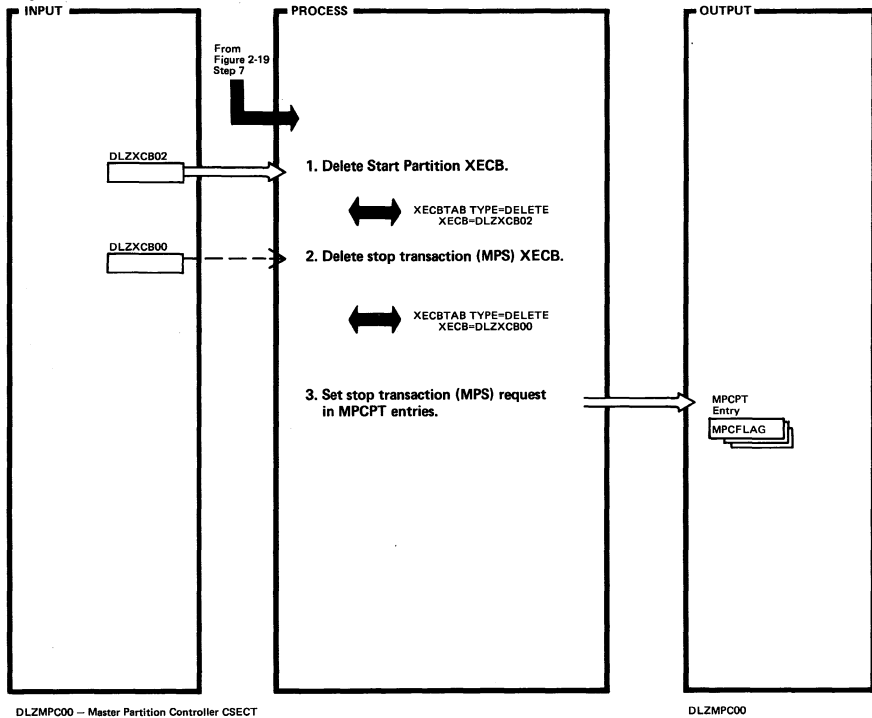 INPUT
PROCESS
OUTPUT
From
Figure 2-19
Step 7
DLZXCB02
1. Delete Start Partition XECB.
XECBTAB TYPE=DELETE
XECB=DLZXCB02
DLZXCB00
2. Delete stop transaction (MPS) XECB.
XECBTAB TYPE=DELETE
XECB=DLZXCB00
3. Set stop transaction (MPS) request
in MPCPT entries.
MPCPT
Entry
MPCFLAG
DLZMPC00 — Master Partition Controller CSECT
DLZMPC00